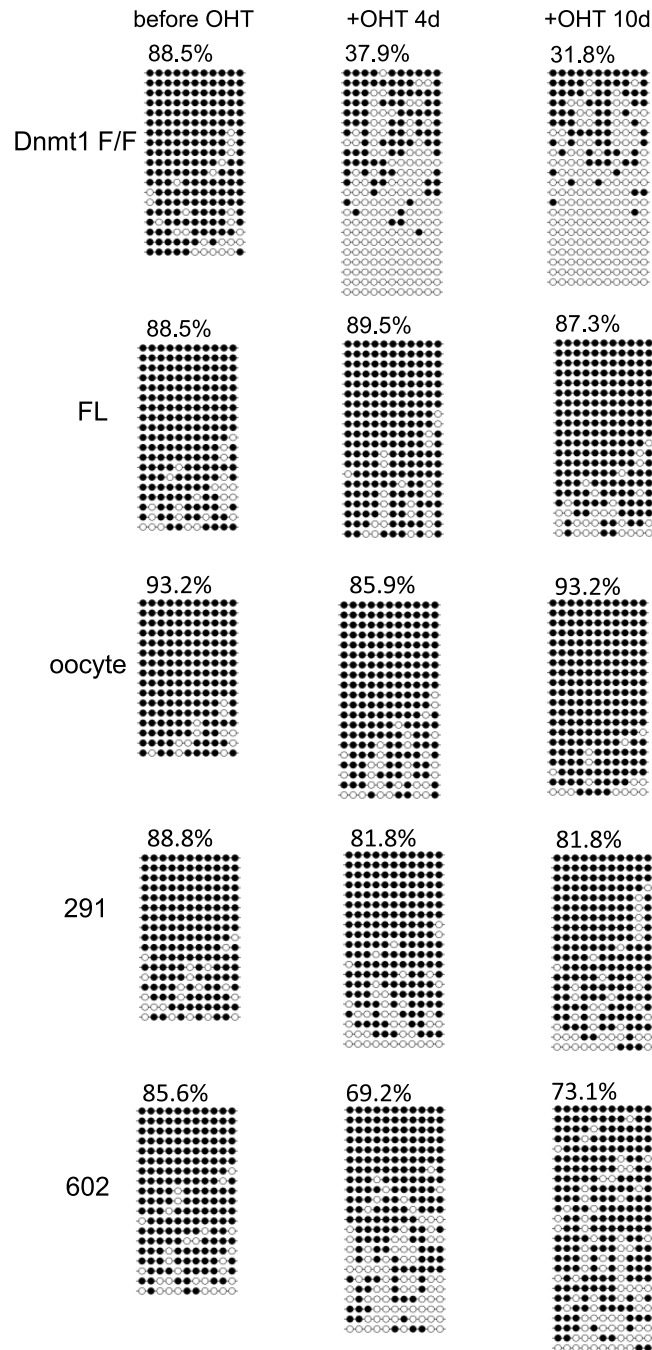 before OHT +OHT 4d +OHT 10d
88.5% 37.9% 31.8%
Dnmt1 F/F
88.5% 89.5% 87.3%
FL
93.2% 85.9% 93.2%
oocyte
88.8% 81.8% 81.8%
291
85.6% 69.2% 73.1%
602